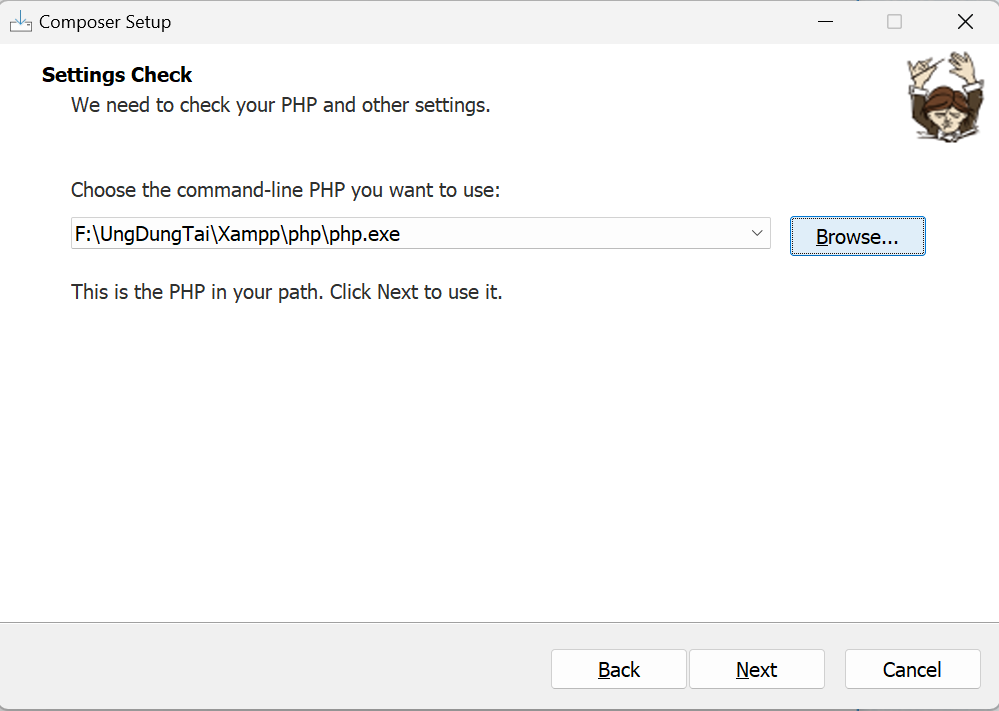 Composer Setup
Settings Check
We need to check your PHP and other settings.
Choose the command-line PHP you want to use:
F:\UngDungTai\Xampp\php\php.exe
Browse...
This is the PHP in your path. Click Next to use it.
Back
Next
Cancel